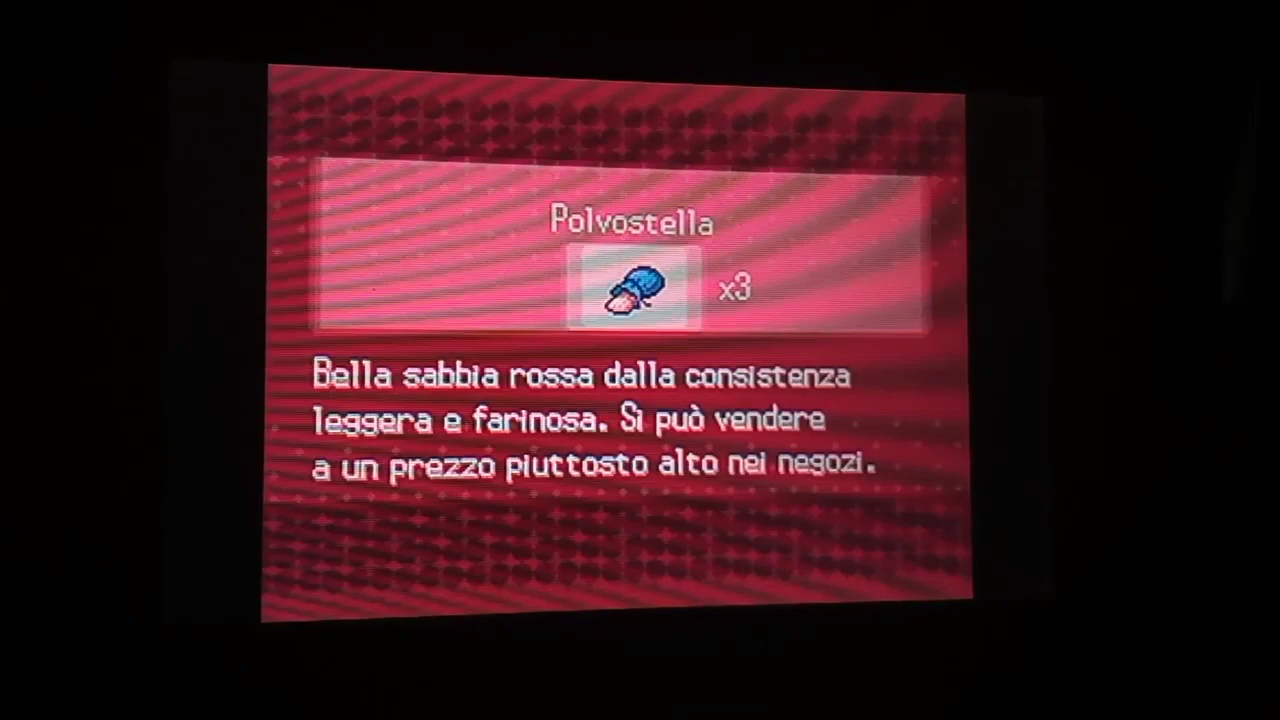 Polvostella
x3
Bella sabbia rossa dalla consistenza
leggera e farinosa. Si può vendere
a un prezzo piuttosto alto nei negozi.